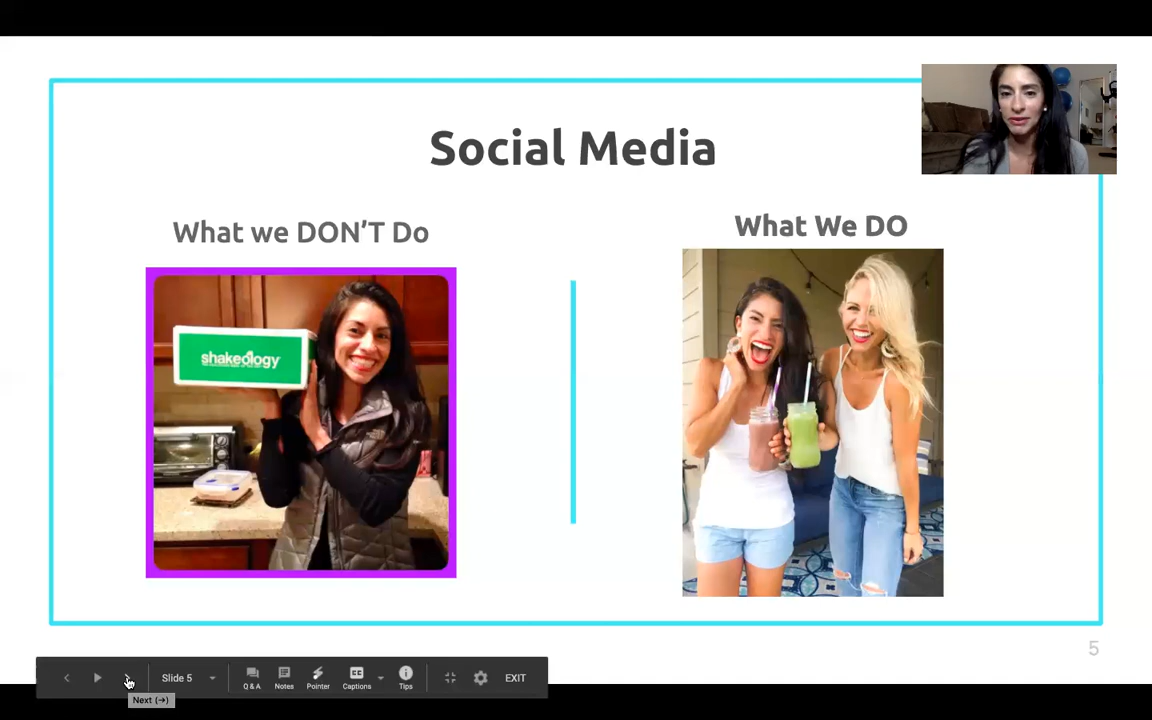 Social Media
What we DON'T Do
What We DO
shakeology
5
Slide 5
Q & A
Notes
Pointer
Captions
Tips
EXIT
Next (→)